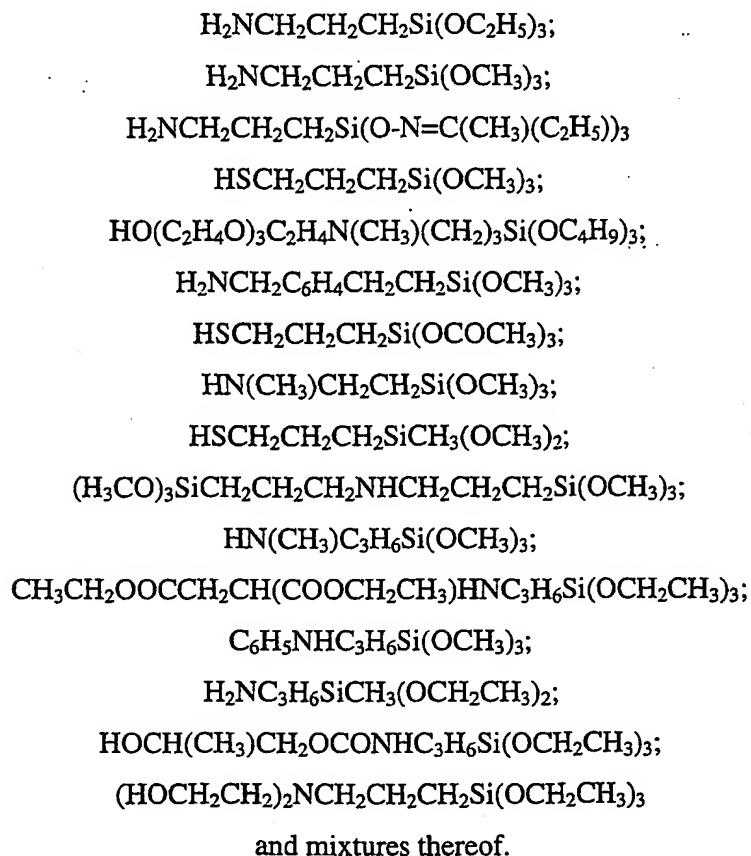 H₂NCH₂CH₂CH₂Si(OC₂H₅)₃;
H₂NCH₂CH₂CH₂Si(OCH₃)₃;
H₂NCH₂CH₂CH₂Si(O-N=C(CH₃)(C₂H₅))₃
HSCH₂CH₂CH₂Si(OCH₃)₃;
HO(C₂H₄O)₃C₂H₄N(CH₃)(CH₂)₃Si(OC₄H₉)₃;
H₂NCH₂C₆H₄CH₂CH₂Si(OCH₃)₃;
HSCH₂CH₂CH₂Si(OCOCH₃)₃;
HN(CH₃)CH₂CH₂Si(OCH₃)₃;
HSCH₂CH₂CH₂SiCH₃(OCH₃)₂;
(H₃CO)₃SiCH₂CH₂CH₂NHCH₂CH₂CH₂Si(OCH₃)₃;
HN(CH₃)C₃H₆Si(OCH₃)₃;
CH₃CH₂OOCCH₂CH(COOCH₂CH₃)HNC₃H₆Si(OCH₂CH₃)₃;
C₆H₅NHC₃H₆Si(OCH₃)₃;
H₂NC₃H₆SiCH₃(OCH₂CH₃)₂;
HOCH(CH₃)CH₂OCONHC₃H₆Si(OCH₂CH₃)₃;
(HOCH₂CH₂)₂NCH₂CH₂CH₂Si(OCH₂CH₃)₃
and mixtures thereof.